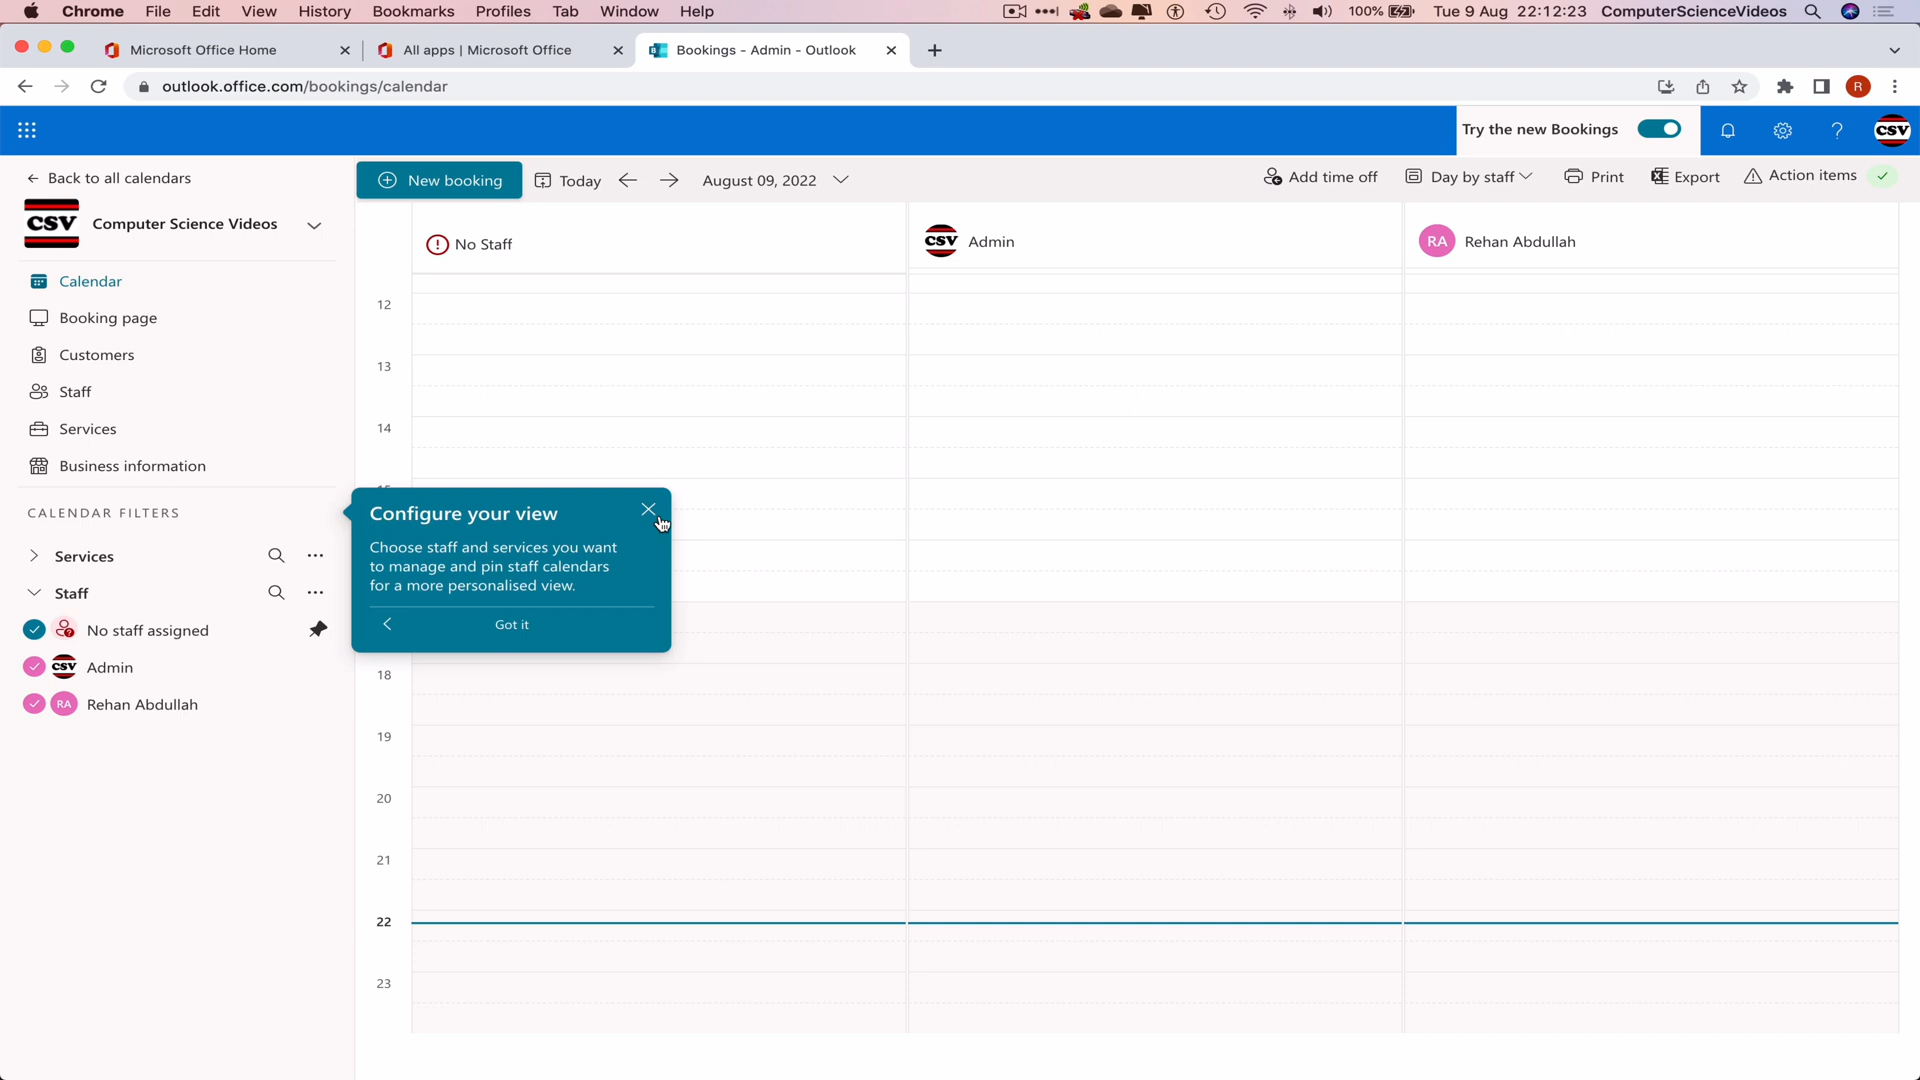 Chrome File Edit View History Bookmarks Profiles Tab Window Help 100% Tue 9 Aug 22:12:23 ComputerScienceVideos
Microsoft Office Home All apps | Microsoft Office Bookings - Admin - Outlook
outlook.office.com/bookings/calendar R
Try the new Bookings ? CSV
Back to all calendars
New booking Today August 09, 2022 Add time off Day by staff Print Export Action items
CSV Computer Science Videos
No Staff CSV Admin RA Rehan Abdullah
Calendar
Booking page
Customers
Staff
Services
Business information
CALENDAR FILTERS
Services
Staff
No staff assigned
CSV Admin
RA Rehan Abdullah
12
13
14
Configure your view
Choose staff and services you want
to manage and pin staff calendars
for a more personalised view.
Got it
18
19
20
21
22
23